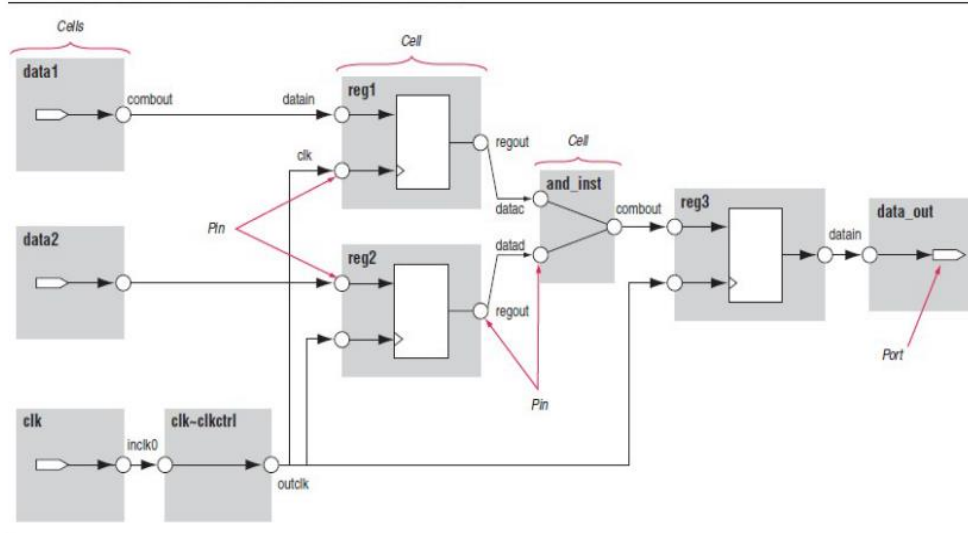 Cells
Cell
data1
combout
datain
reg1
clk
regout
Cell
and_inst
datac
combout
reg3
data_out
Pin
data2
reg2
datad
datain
regout
Port
Pin
clk
clk~clkctrl
inclk0
outclk